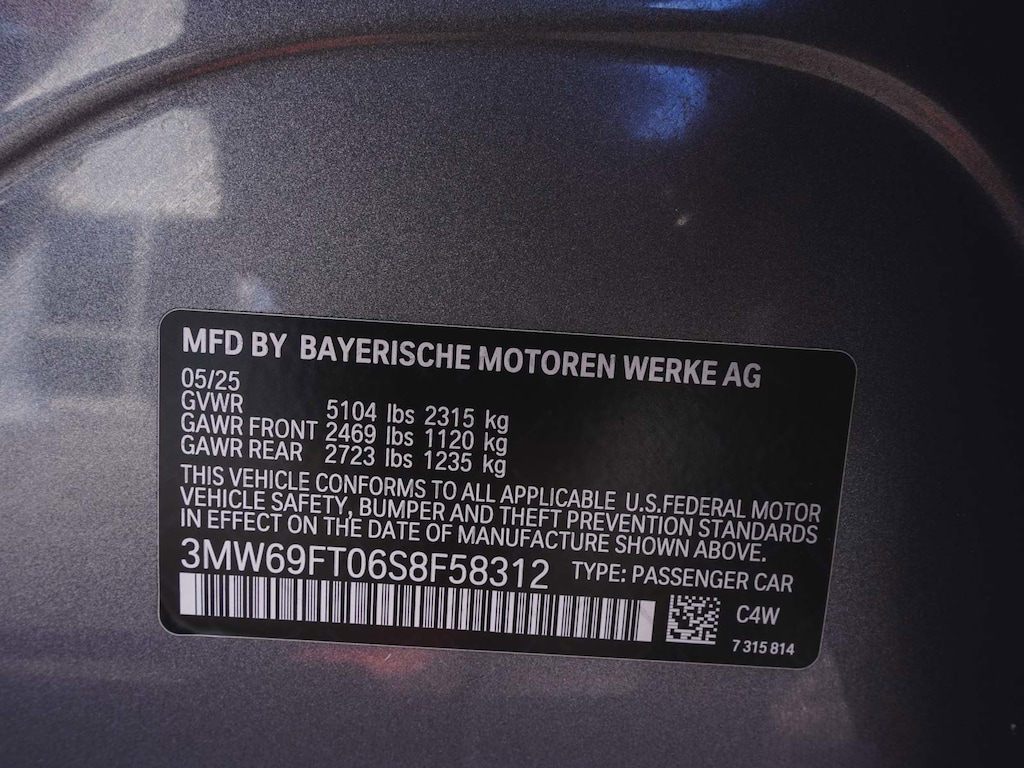 MFD BY BAYERISCHE MOTOREN WERKE AG
05/25
GVWR 5104 lbs 2315 kg
GAWR FRONT 2469 lbs 1120 kg
GAWR REAR 2723 lbs 1235 kg
THIS VEHICLE CONFORMS TO ALL APPLICABLE U.S.FEDERAL MOTOR
VEHICLE SAFETY, BUMPER AND THEFT PREVENTION STANDARDS
IN EFFECT ON THE DATE OF MANUFACTURE SHOWN ABOVE.
3MW69FT06S8F58312 TYPE: PASSENGER CAR
C4W
7 315 814